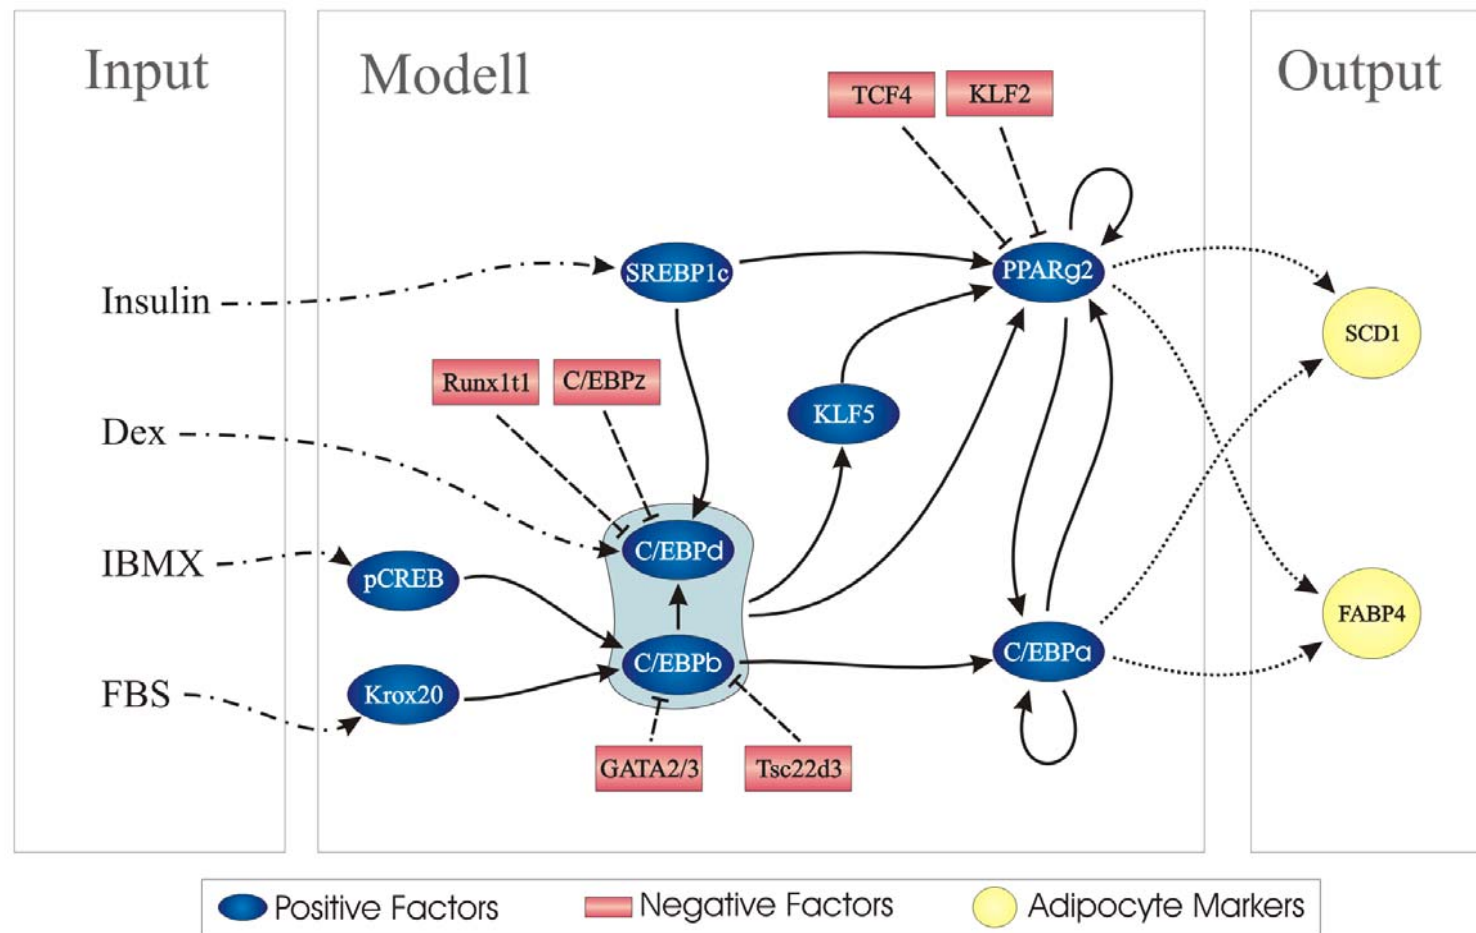 Input
Modell
Output
TCF4
KLF2
SREBP1c
PPARg2
Insulin
SCD1
Runx1t1
C/EBPz
KLF5
Dex
C/EBPd
IBMX
pCREB
FABP4
C/EBPb
C/EBPa
FBS
Krox20
GATA2/3
Tsc22d3
Positive Factors
Negative Factors
Adipocyte Markers